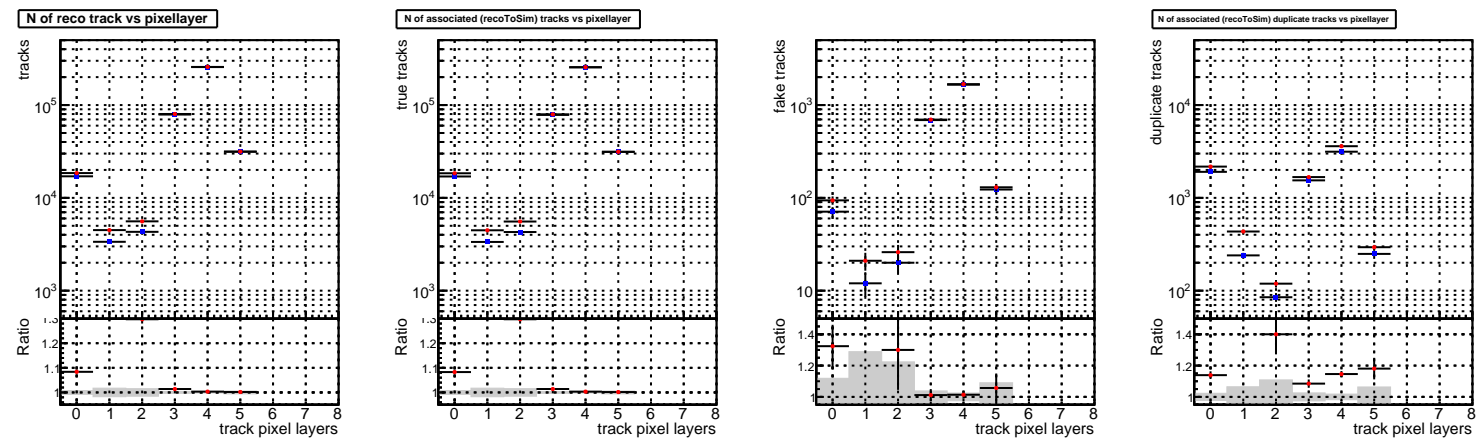 N of reco track vs pixellayer
tracks
10^5
10^4
10^3
Ratio
1.3
1.2
1.1
1
0 1 2 3 4 5 6 7 8
track pixel layers
N of associated (recoToSim) tracks vs pixellayer
true tracks
10^5
10^4
10^3
Ratio
1.3
1.2
1.1
1
0 1 2 3 4 5 6 7 8
track pixel layers
fake tracks
10^3
10^2
10
Ratio
1.4
1.2
1
0 1 2 3 4 5 6 7 8
track pixel layers
N of associated (recoToSim) duplicate tracks vs pixellayer
duplicate tracks
10^4
10^3
10^2
Ratio
1.4
1.2
1
0 1 2 3 4 5 6 7 8
track pixel layers